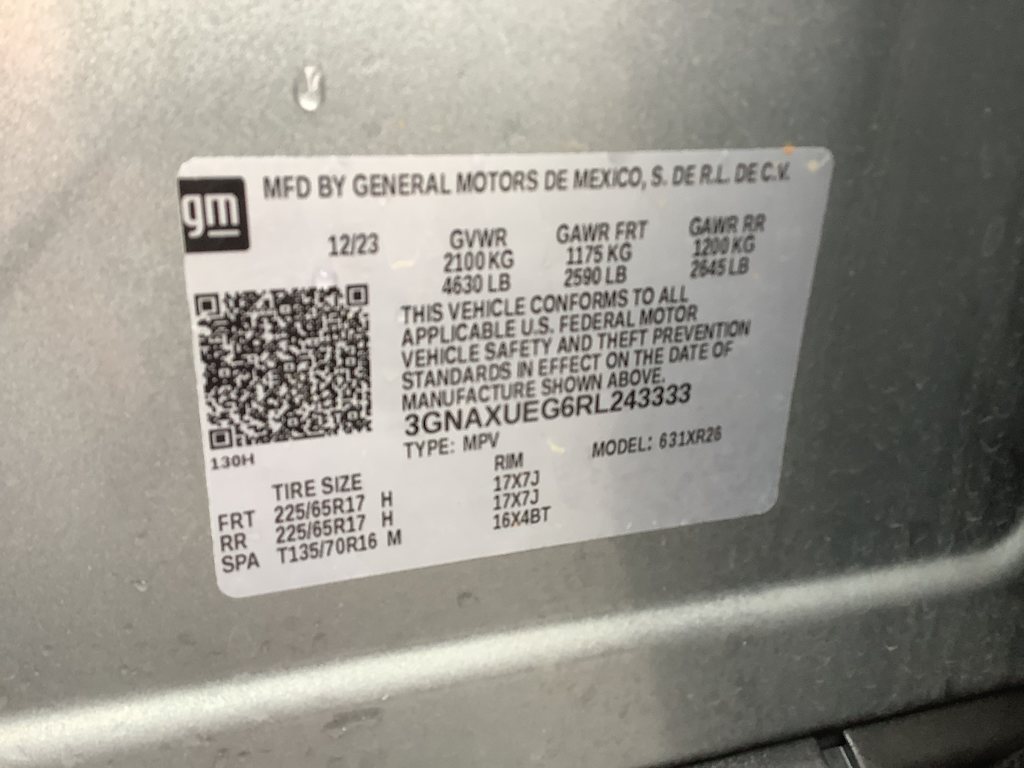 gm
MFD BY GENERAL MOTORS DE MEXICO, S. DE R.L. DE C.V.
12/23
GVWR
2100 KG
4630 LB
GAWR FRT
1175 KG
2590 LB
GAWR RR
1200 KG
2645 LB
THIS VEHICLE CONFORMS TO ALL
APPLICABLE U.S. FEDERAL MOTOR
VEHICLE SAFETY AND THEFT PREVENTION
STANDARDS IN EFFECT ON THE DATE OF
MANUFACTURE SHOWN ABOVE.
3GNAXUEG6RL243333
TYPE: MPV MODEL: 631XR26
130H
TIRE SIZE RIM
FRT 225/65R17 H 17X7J
RR 225/65R17 H 17X7J
SPA T135/70R16 M 16X4BT